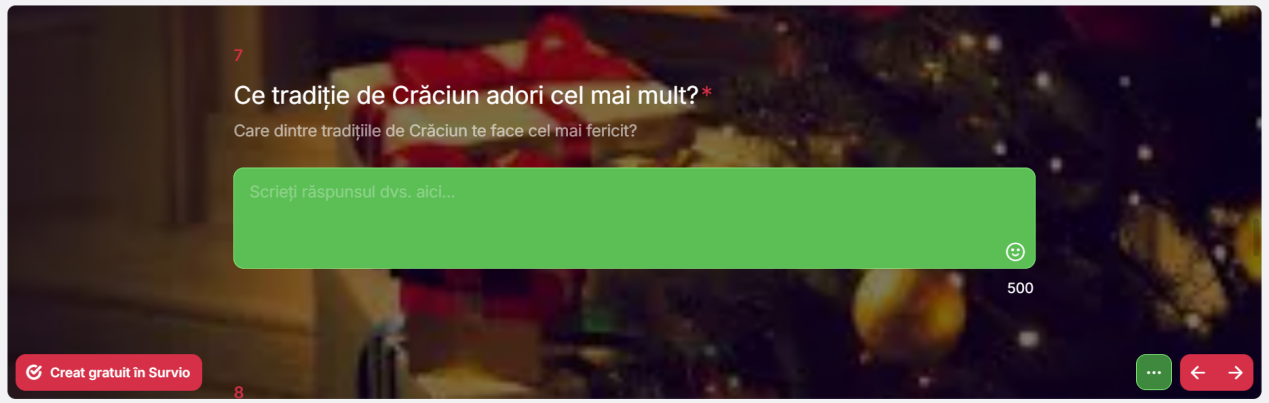 7
Ce tradiție de Crăciun adori cel mai mult?*
Care dintre tradițiile de Crăciun te face cel mai fericit?
Scrieți răspunsul dvs. aici...
500
Creat gratuit în Survio
8